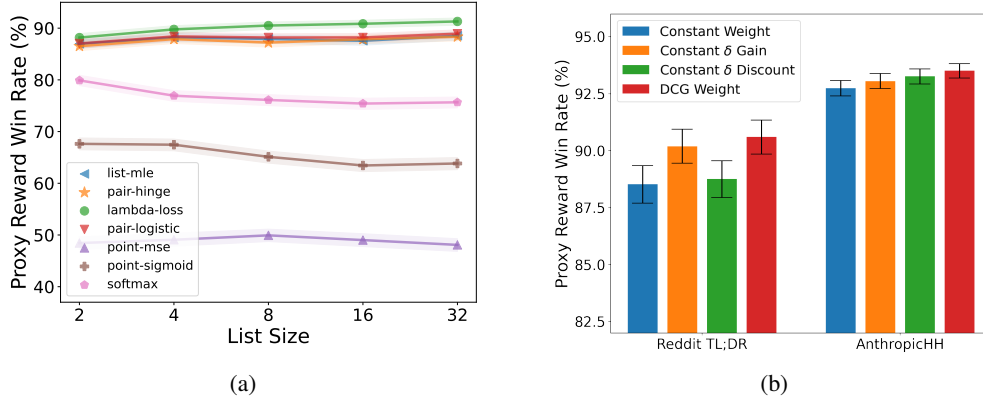 Proxy Reward Win Rate (%)
90
80
70
60
50
40
list-mle
pair-hinge
lambda-loss
pair-logistic
point-mse
point-sigmoid
softmax
2
4
8
16
32
List Size
(a)
Proxy Reward Win Rate (%)
95.0
92.5
90.0
87.5
85.0
82.5
Constant Weight
Constant δ Gain
Constant δ Discount
DCG Weight
Reddit TL;DR
AnthropicHH
(b)